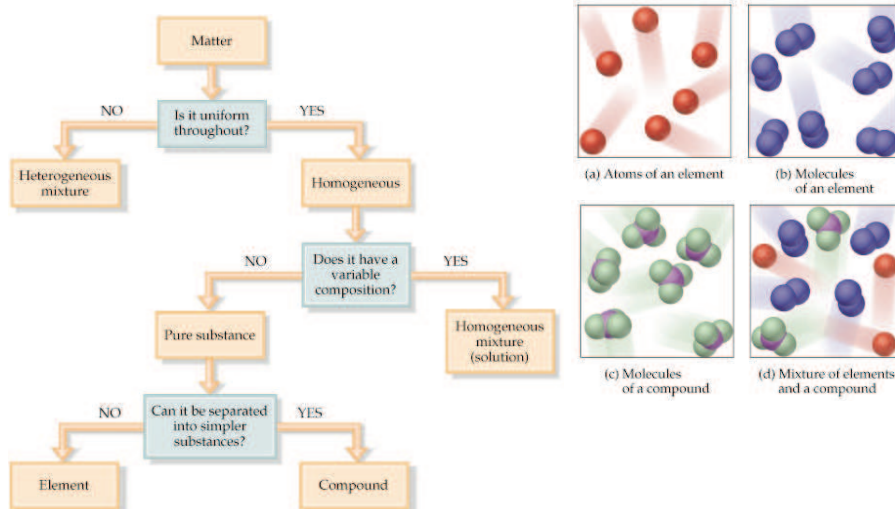 Matter
NO
Is it uniform
throughout?
YES
Heterogeneous
mixture
Homogeneous
NO
Does it have a
variable
composition?
YES
Pure substance
Homogeneous
mixture
(solution)
NO
Can it be separated
into simpler
substances?
YES
Element
Compound
(a) Atoms of an element
(b) Molecules
of an element
(c) Molecules
of a compound
(d) Mixture of elements
and a compound